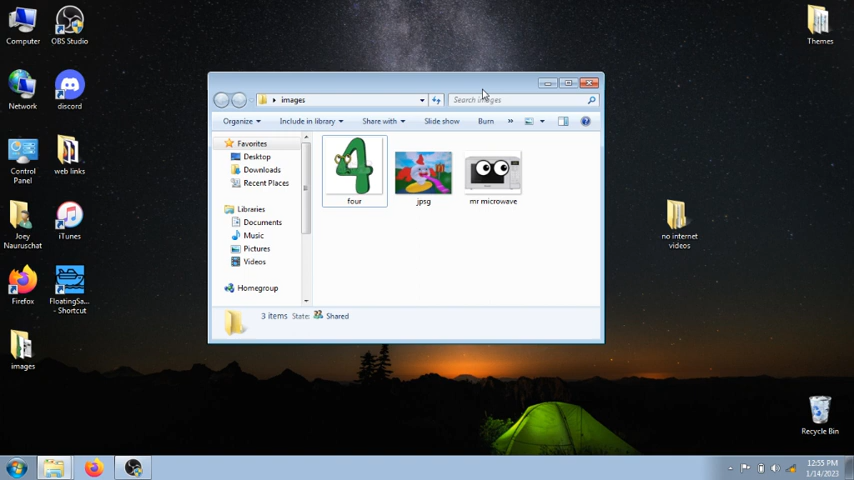 Computer
OBS Studio
Themes
images
Search images
Network
discord
Organize
Include in library
Share with
Slide show
Burn
»
Favorites
Desktop
Downloads
Recent Places
Libraries
Documents
Music
Pictures
Videos
Homegroup
four
jpsg
mr microwave
Control
Panel
web links
Joey
Nauruschat
iTunes
no internet
videos
Firefox
FloatingSa...
- Shortcut
images
3 items
State:
Shared
Recycle Bin
12:55 PM
1/14/2023